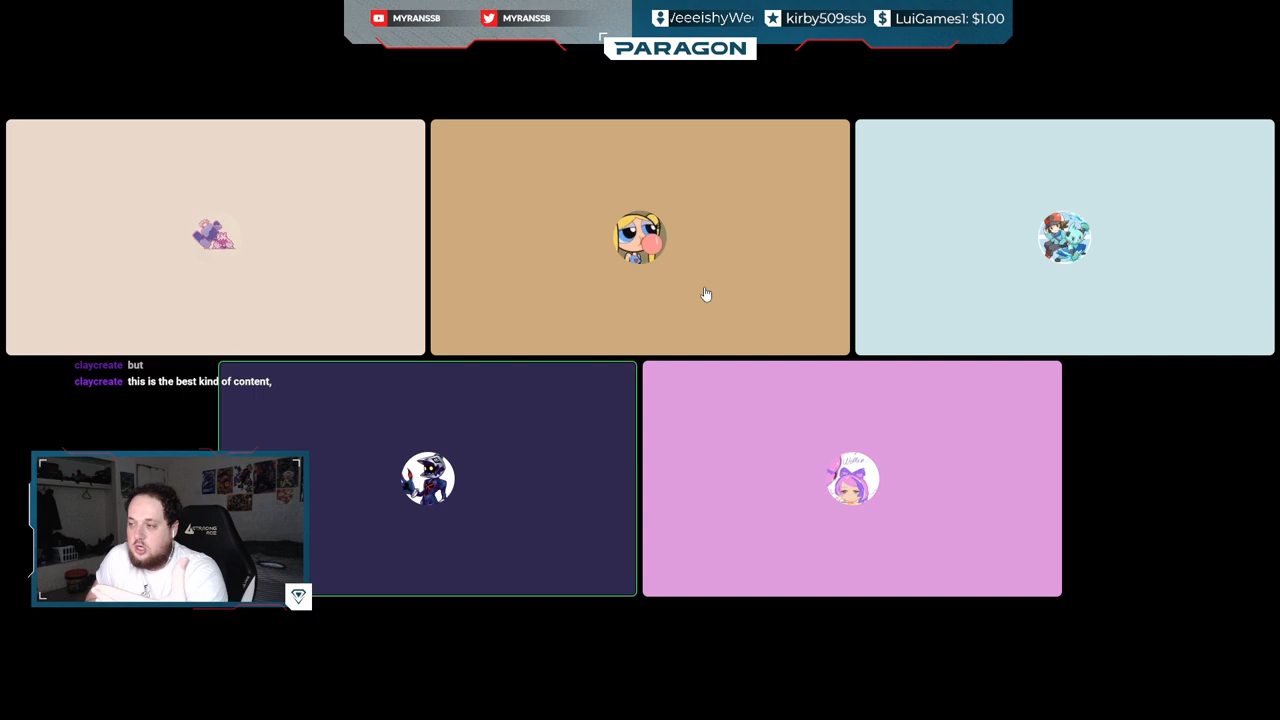 MYRANSSB
MYRANSSB
kirby509ssb
LuiGames1: $1.00
PARAGON
claycreate but
claycreate this is the best kind of content,